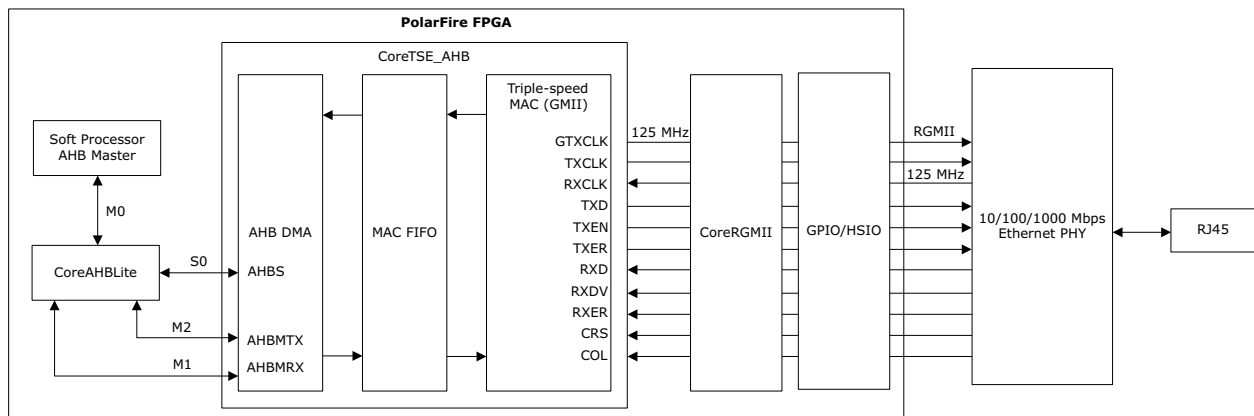 PolarFire FPGA
CoreTSE_AHB
Soft Processor
AHB Master
M0
CoreAHBLite
S0
M2
M1
AHB DMA
AHBS
AHBMTX
AHBMRX
MAC FIFO
Triple-speed
MAC (GMII)
GTXCLK
TXCLK
RXCLK
TXD
TXEN
TXER
RXD
RXDV
RXER
CRS
COL
125 MHz
CoreRGMII
GPIO/HSIO
RGMII
125 MHz
10/100/1000 Mbps
Ethernet PHY
RJ45